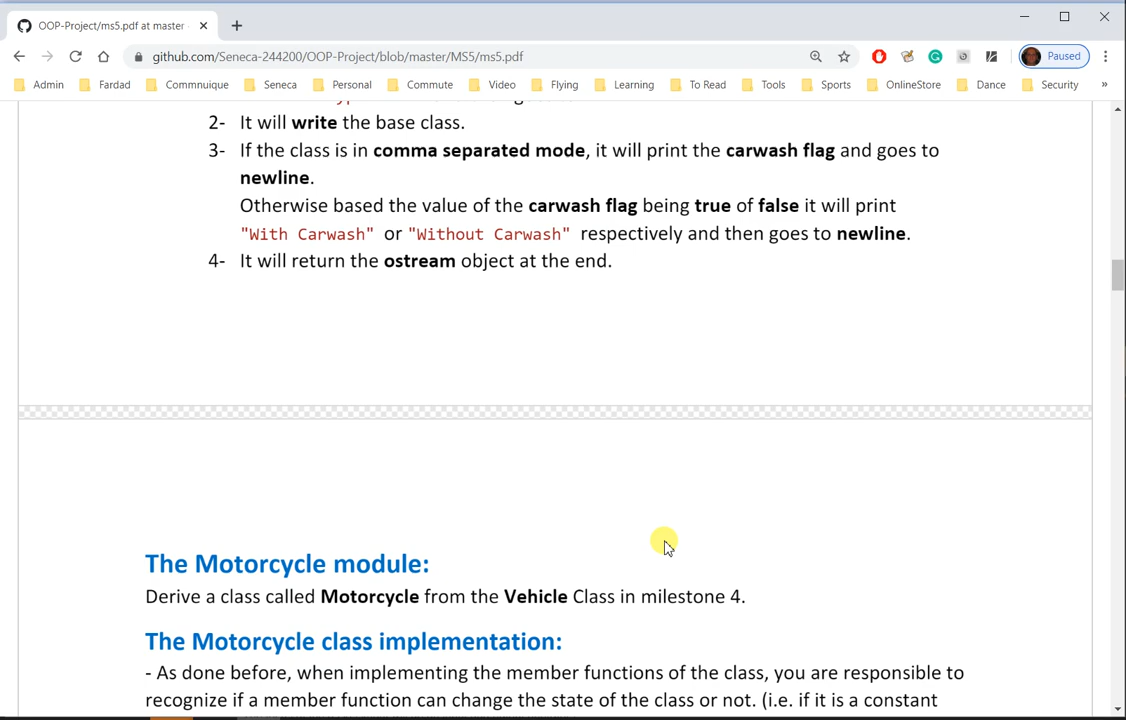 OOP-Project/ms5.pdf at master
github.com/Seneca-244200/OOP-Project/blob/master/MS5/ms5.pdf
Paused
Admin Fardad Commnuique Seneca Personal Commute Video Flying Learning To Read Tools Sports OnlineStore Dance Security »
2- It will write the base class.
3- If the class is in comma separated mode, it will print the carwash flag and goes to
newline.
Otherwise based the value of the carwash flag being true of false it will print
"With Carwash" or "Without Carwash" respectively and then goes to newline.
4- It will return the ostream object at the end.
The Motorcycle module:
Derive a class called Motorcycle from the Vehicle Class in milestone 4.
The Motorcycle class implementation:
- As done before, when implementing the member functions of the class, you are responsible to
recognize if a member function can change the state of the class or not. (i.e. if it is a constant